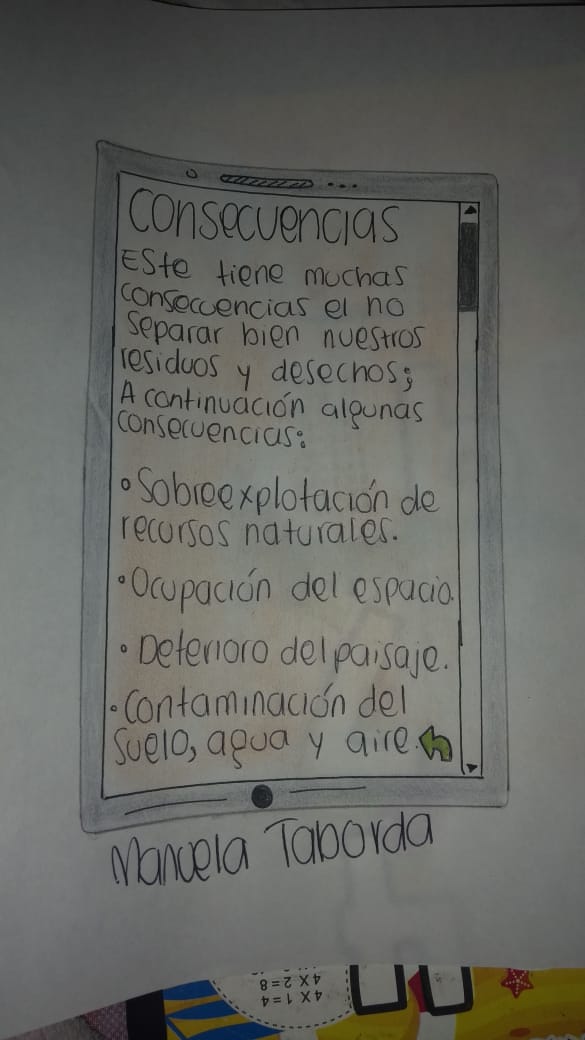 Consecuencias
Este tiene muchas
consecuencias el no
separar bien nuestros
residuos y desechos;
A continuación algunas
consecuencias:
• Sobreexplotación de
recursos naturales.
• Ocupación del espacio.
• Deterioro del paisaje.
• Contaminación del
suelo, agua y aire.
Manuela Taborda
4 X 2 = 8
4 X 1 = 4